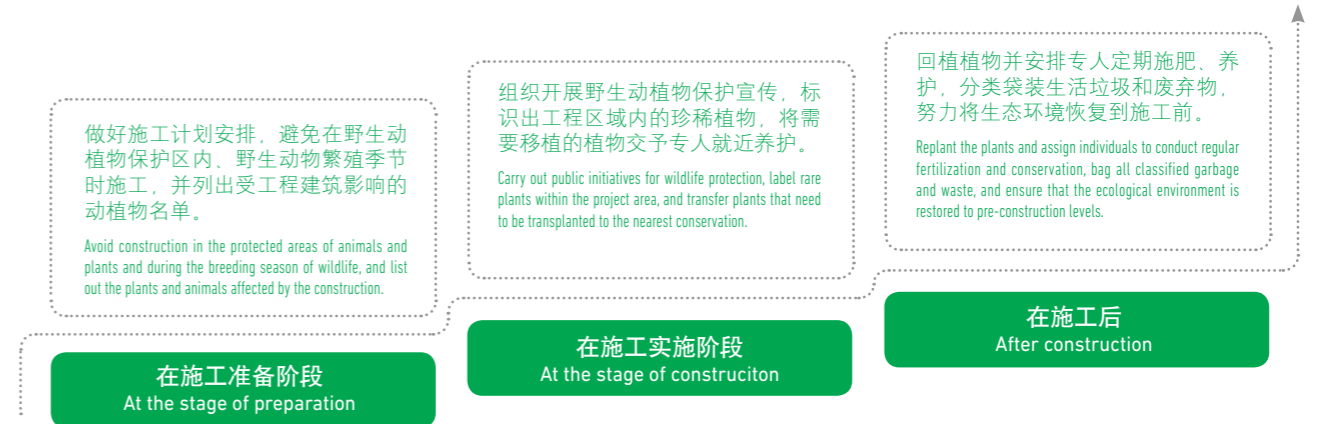 做好施工计划安排，避免在野生动
植物保护区内、野生动物繁殖季节
时施工，并列出受工程建筑影响的
动植物名单。
Avoid construction in the protected areas of animals and
plants and during the breeding season of wildlife, and list
out the plants and animals affected by the construction.
在施工准备阶段
At the stage of preparation
组织开展野生动植物保护宣传，标
识出工程区域内的珍稀植物，将需
要移植的植物交予专人就近养护。
Carry out public initiatives for wildlife protection, label rare
plants within the project area, and transfer plants that need
to be transplanted to the nearest conservation.
在施工实施阶段
At the stage of construciton
回植植物并安排专人定期施肥、养
护，分类袋装生活垃圾和废弃物，
努力将生态环境恢复到施工前。
Replant the plants and assign individuals to conduct regular
fertilization and conservation, bag all classified garbage
and waste, and ensure that the ecological environment is
restored to pre-construction levels.
在施工后
After construction